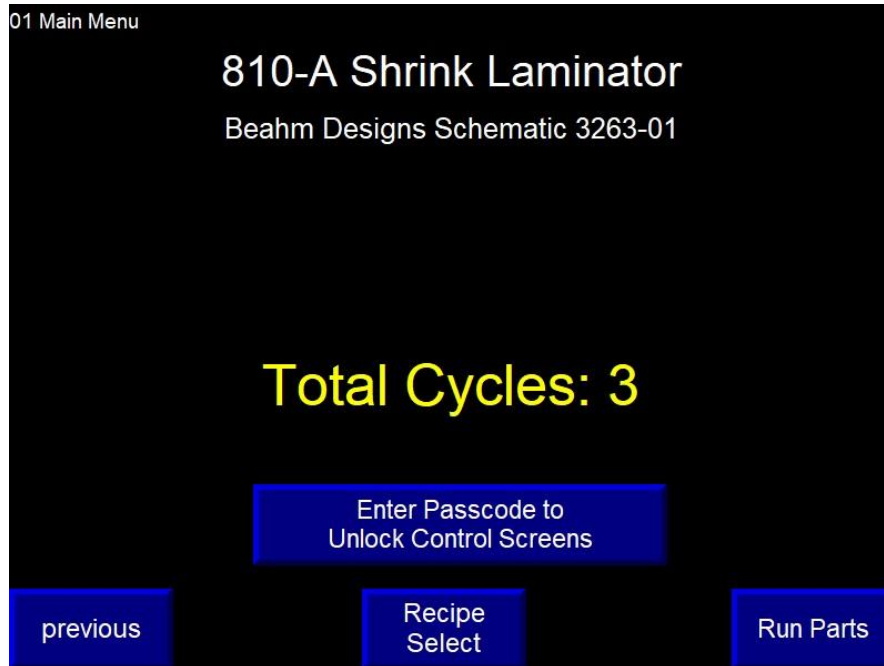 01 Main Menu
810-A Shrink Laminator
Beahm Designs Schematic 3263-01
Total Cycles: 3
Enter Passcode to
Unlock Control Screens
previous
Recipe
Select
Run Parts